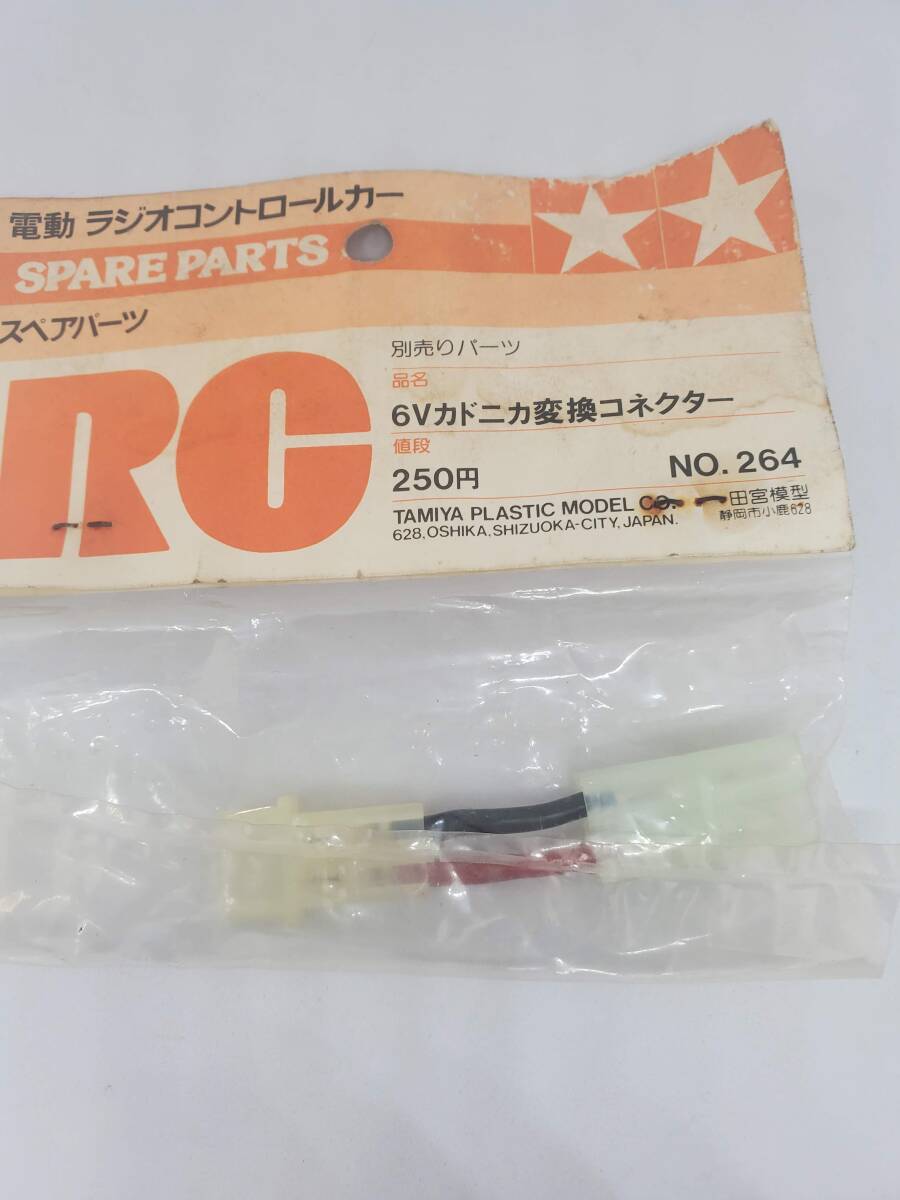 電動 ラジオコントロールカー
SPARE PARTS
スペアパーツ
RC
別売りパーツ
品名
6Vカドニカ変換コネクター
値段
250円 NO. 264
TAMIYA PLASTIC MODEL CO. 田宮模型
628, OSHIKA, SHIZUOKA-CITY, JAPAN. 静岡市小鹿628